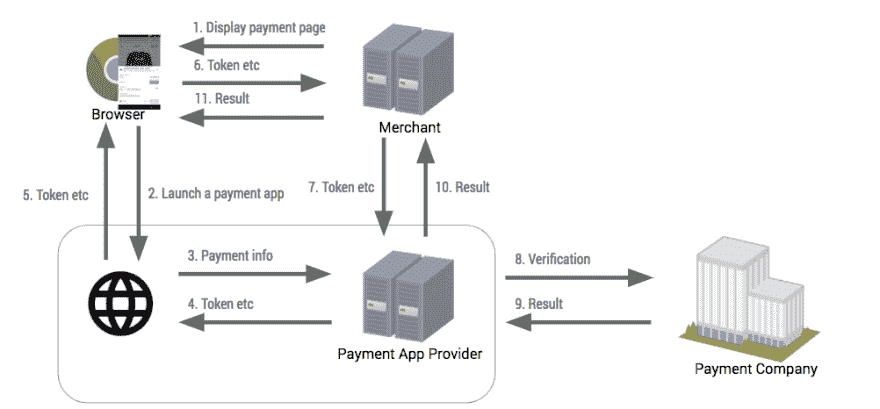 1. Display payment page
6. Token etc
11. Result
Browser
Merchant
5. Token etc
2. Launch a payment app
7. Token etc
10. Result
3. Payment info
8. Verification
4. Token etc
9. Result
Payment App Provider
Payment Company